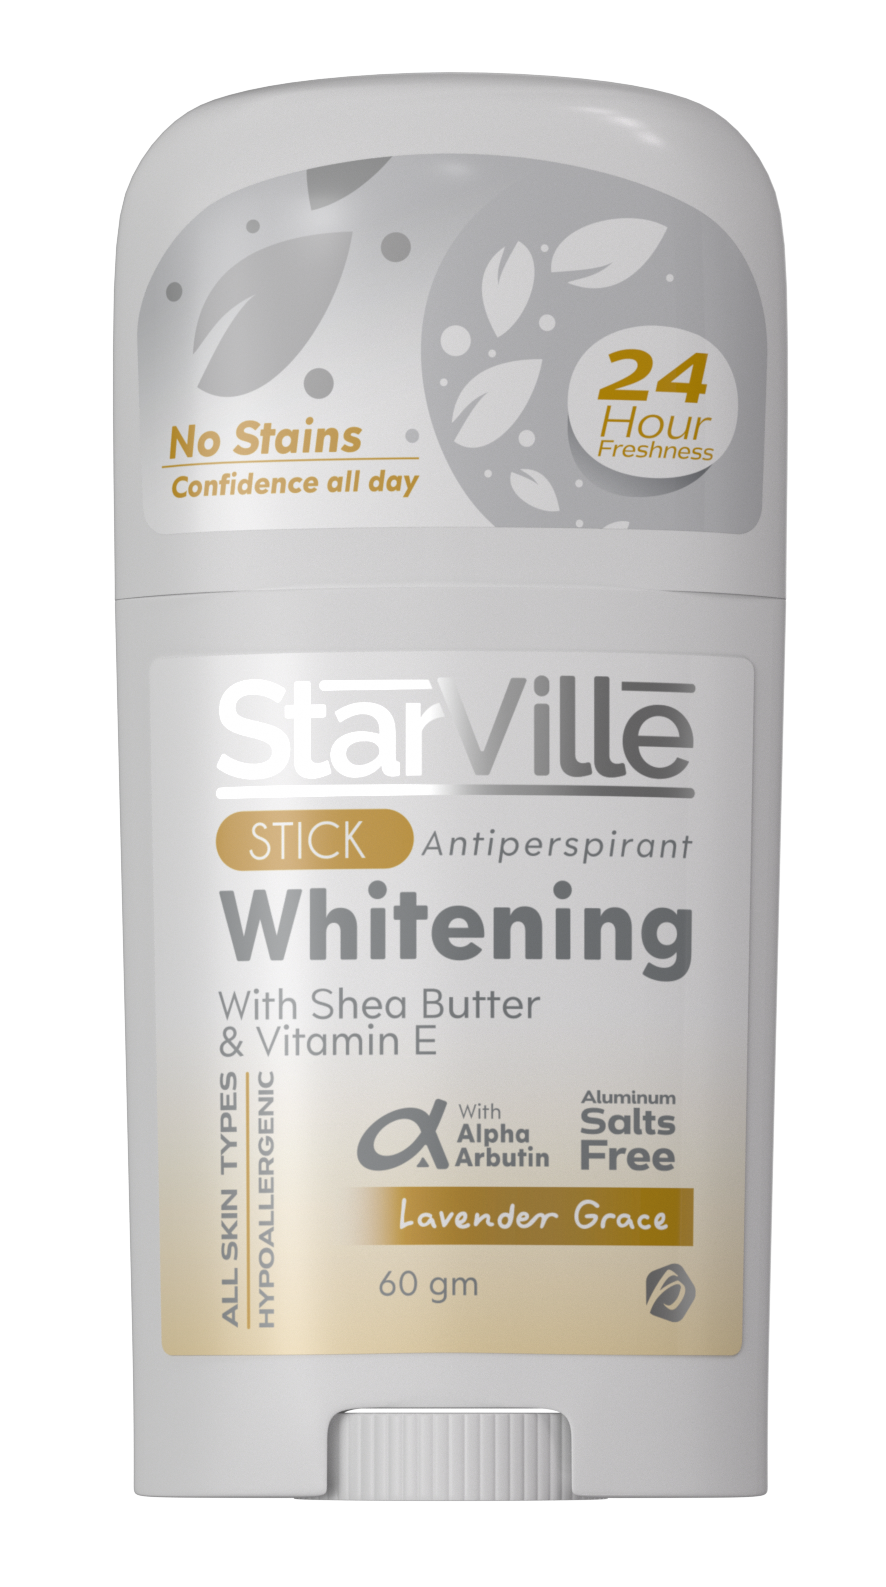 No Stains
Confidence all day
24
Hour
Freshness
StarVille
STICK Antiperspirant
Whitening
With Shea Butter
& Vitamin E
ALL SKIN TYPES
HYPOALLERGENIC
With
Alpha
Arbutin
Aluminum
Salts
Free
Lavender Grace
60 gm